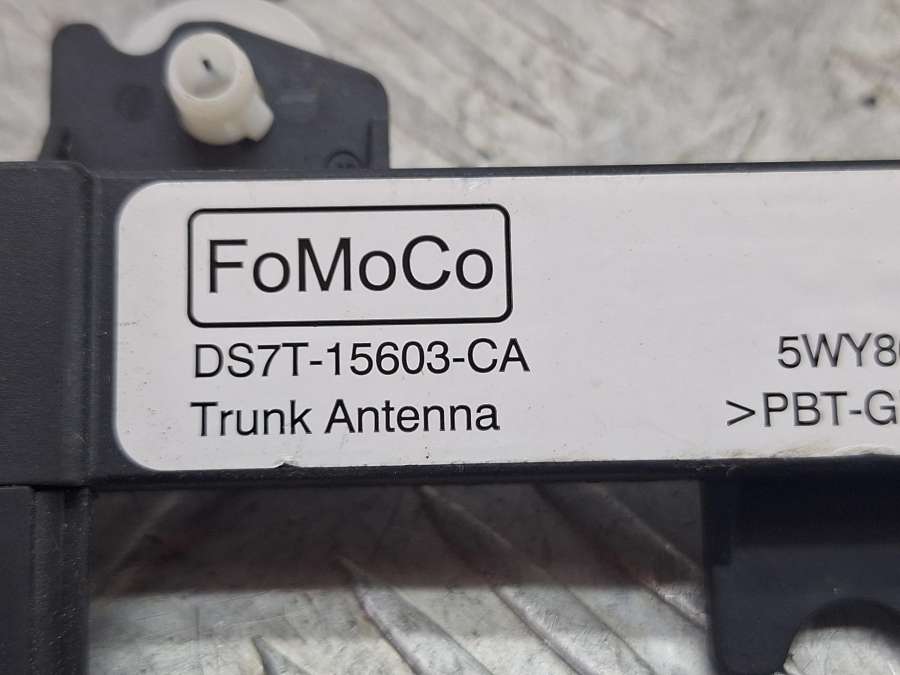 FoMoCo
DS7T-15603-CA
Trunk Antenna
5WY8
>PBT-G